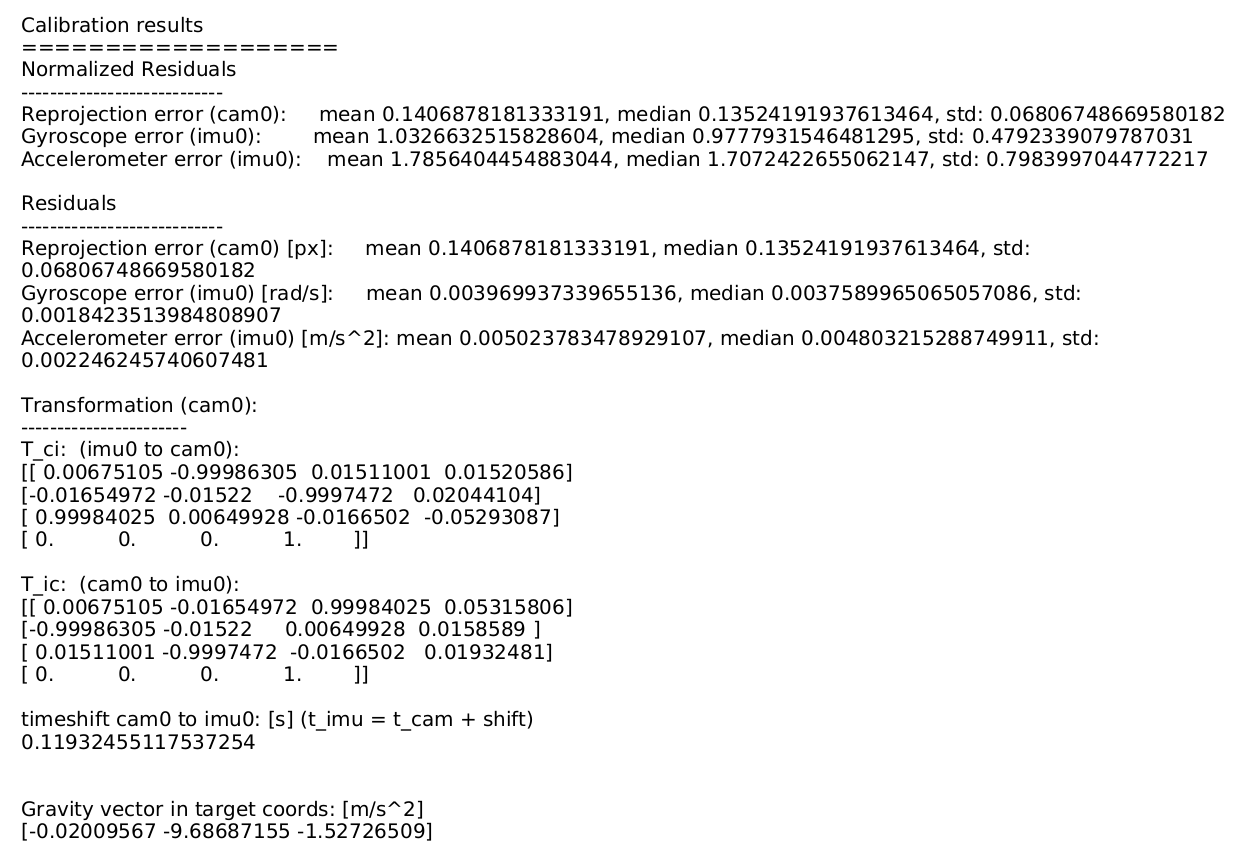 Calibration results
===================
Normalized Residuals
----------------------------
Reprojection error (cam0):     mean 0.1406878181333191, median 0.13524191937613464, std: 0.06806748669580182
Gyroscope error (imu0):        mean 1.0326632515828604, median 0.9777931546481295, std: 0.4792339079787031
Accelerometer error (imu0):    mean 1.7856404454883044, median 1.7072422655062147, std: 0.7983997044772217

Residuals
----------------------------
Reprojection error (cam0) [px]:     mean 0.1406878181333191, median 0.13524191937613464, std:
0.06806748669580182
Gyroscope error (imu0) [rad/s]:     mean 0.003969937339655136, median 0.0037589965065057086, std:
0.0018423513984808907
Accelerometer error (imu0) [m/s^2]: mean 0.005023783478929107, median 0.004803215288749911, std:
0.002246245740607481

Transformation (cam0):
-----------------------
T_ci:  (imu0 to cam0):
[[ 0.00675105 -0.99986305  0.01511001  0.01520586]
[-0.01654972 -0.01522    -0.9997472   0.02044104]
[ 0.99984025  0.00649928 -0.0166502  -0.05293087]
[ 0.          0.          0.          1.        ]]

T_ic:  (cam0 to imu0):
[[ 0.00675105 -0.01654972  0.99984025  0.05315806]
[-0.99986305 -0.01522     0.00649928  0.0158589 ]
[ 0.01511001 -0.9997472  -0.0166502   0.01932481]
[ 0.          0.          0.          1.        ]]

timeshift cam0 to imu0: [s] (t_imu = t_cam + shift)
0.11932455117537254

Gravity vector in target coords: [m/s^2]
[-0.02009567 -9.68687155 -1.52726509]